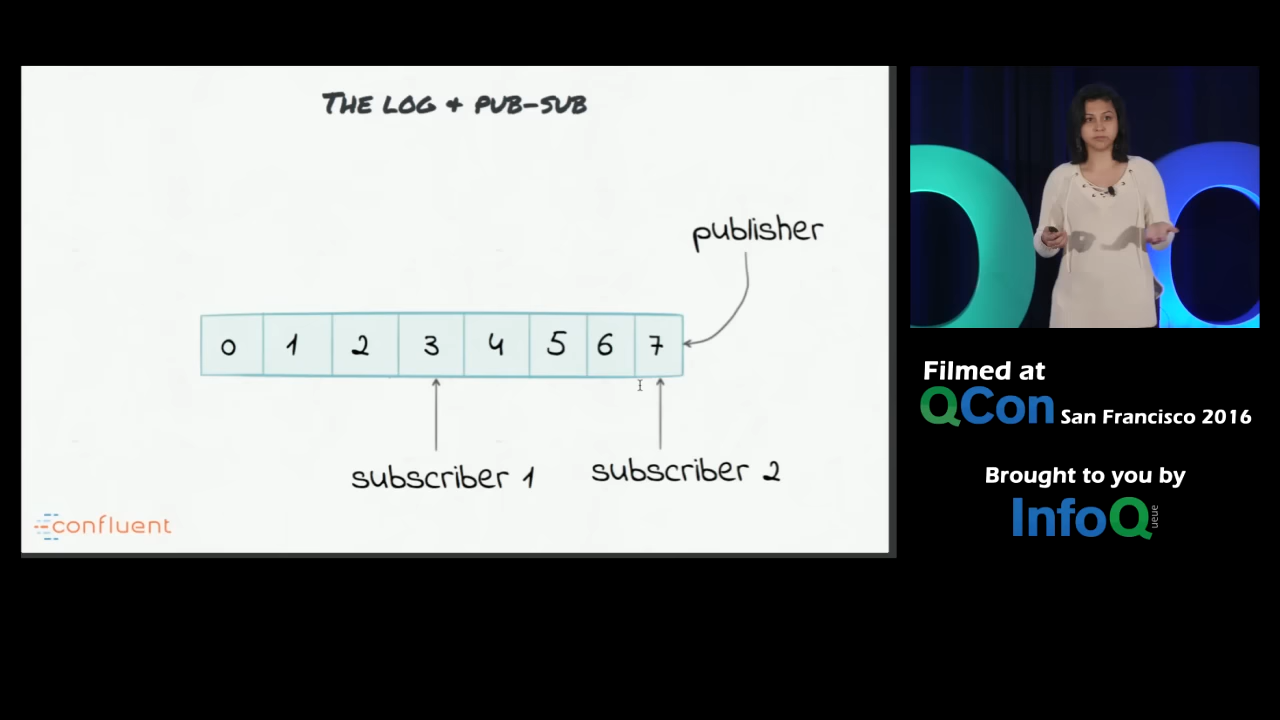 THE LOG & PUB-SUB
publisher
0 1 2 3 4 5 6 7
subscriber 1
subscriber 2
confluent
Filmed at
QCon San Francisco 2016
Brought to you by
InfoQueue